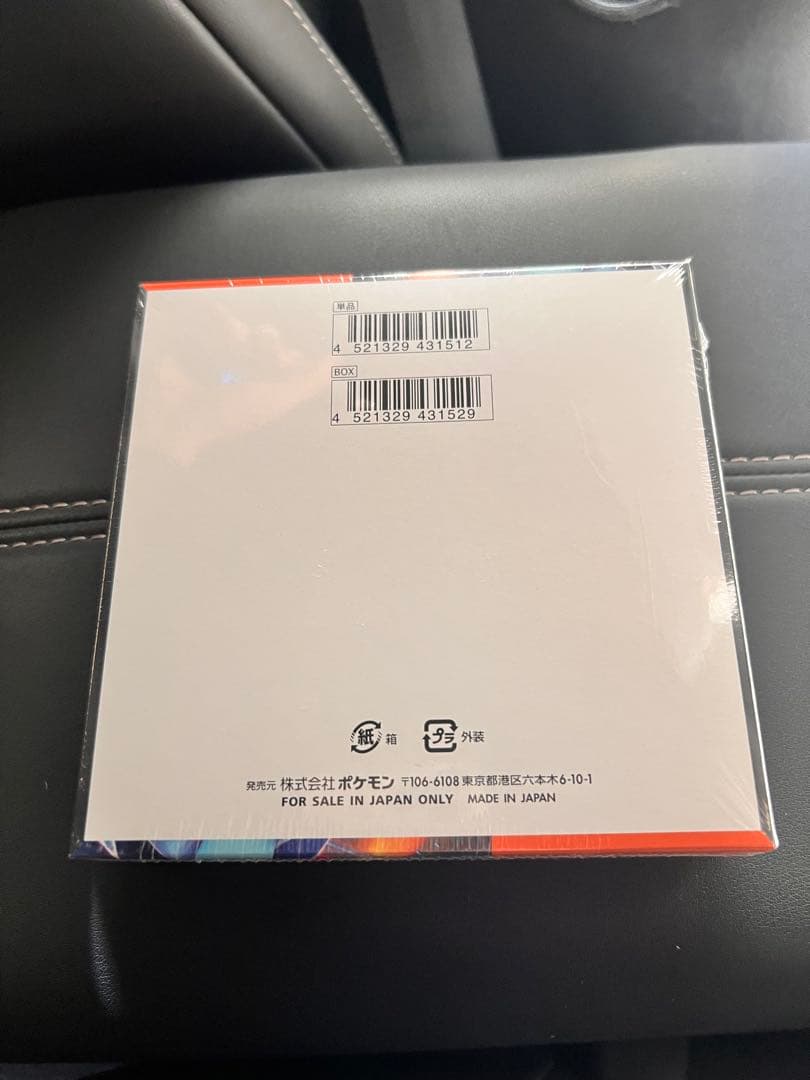 単品
4 521329 431512
BOX
4 521329 431529
紙 箱 プラ 外装
発売元 株式会社 ポケモン 〒106-6108 東京都港区六本木6-10-1
FOR SALE IN JAPAN ONLY MADE IN JAPAN